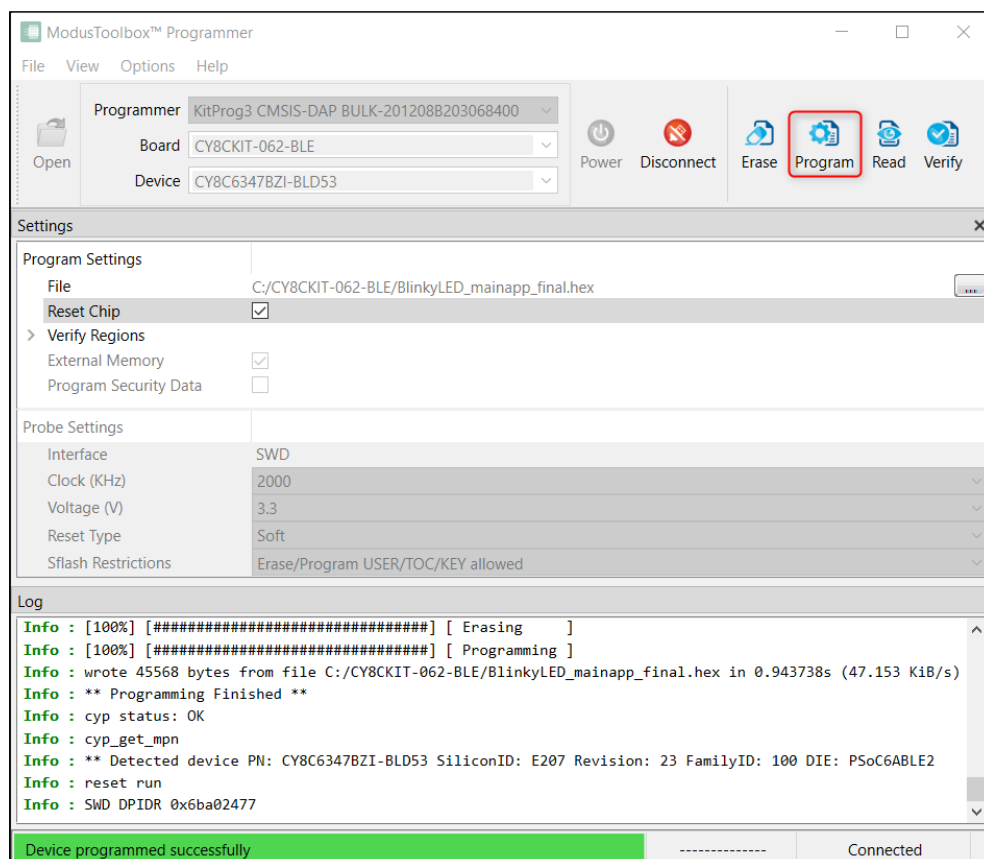 ModusToolbox™ Programmer
File View Options Help
Open
Programmer KitProg3 CMSIS-DAP BULK-201208B203068400
Board CY8CKIT-062-BLE
Device CY8C6347BZI-BLD53
Power Disconnect Erase Program Read Verify
Settings
Program Settings
File C:/CY8CKIT-062-BLE/BlinkyLED_mainapp_final.hex ...
Reset Chip
Verify Regions
External Memory
Program Security Data
Probe Settings
Interface SWD
Clock (KHz) 2000
Voltage (V) 3.3
Reset Type Soft
Sflash Restrictions Erase/Program USER/TOC/KEY allowed
Log
Info : [100%] [################################] [ Erasing     ]
Info : [100%] [################################] [ Programming ]
Info : wrote 45568 bytes from file C:/CY8CKIT-062-BLE/BlinkyLED_mainapp_final.hex in 0.943738s (47.153 KiB/s)
Info : ** Programming Finished **
Info : cyp status: OK
Info : cyp_get_mpn
Info : ** Detected device PN: CY8C6347BZI-BLD53 SiliconID: E207 Revision: 23 FamilyID: 100 DIE: PSoC6ABLE2
Info : reset run
Info : SWD DPIDR 0x6ba02477
Device programmed successfully -------------- Connected